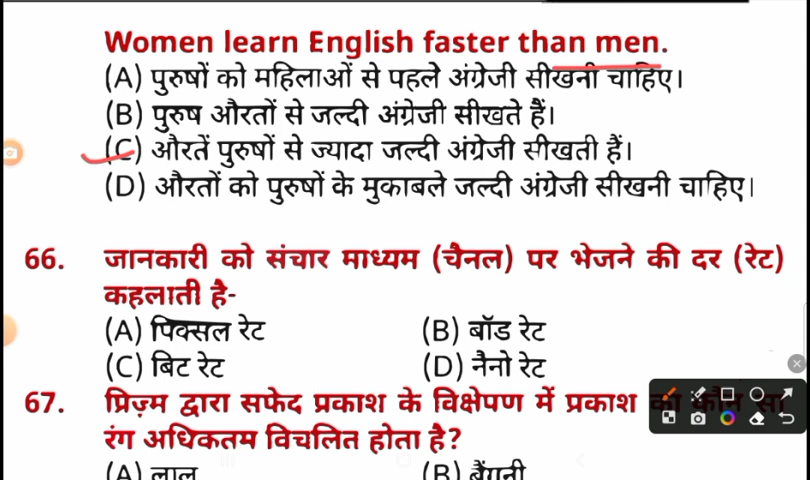 Women learn English faster than men.
(A) पुरुषों को महिलाओं से पहले अंग्रेजी सीखनी चाहिए।
(B) पुरुष औरतों से जल्दी अंग्रेजी सीखते हैं।
(C) औरतें पुरुषों से ज्यादा जल्दी अंग्रेजी सीखती हैं।
(D) औरतों को पुरुषों के मुकाबले जल्दी अंग्रेजी सीखनी चाहिए।
66. जानकारी को संचार माध्यम (चैनल) पर भेजने की दर (रेट)
कहलाती है-
(A) पिक्सल रेट (B) बॉड रेट
(C) बिट रेट (D) नैनो रेट
67. प्रिज़्म द्वारा सफेद प्रकाश के विक्षेपण में प्रकाश का कौन सा
रंग अधिकतम विचलित होता है?
(A) लाल (B) बैंगनी